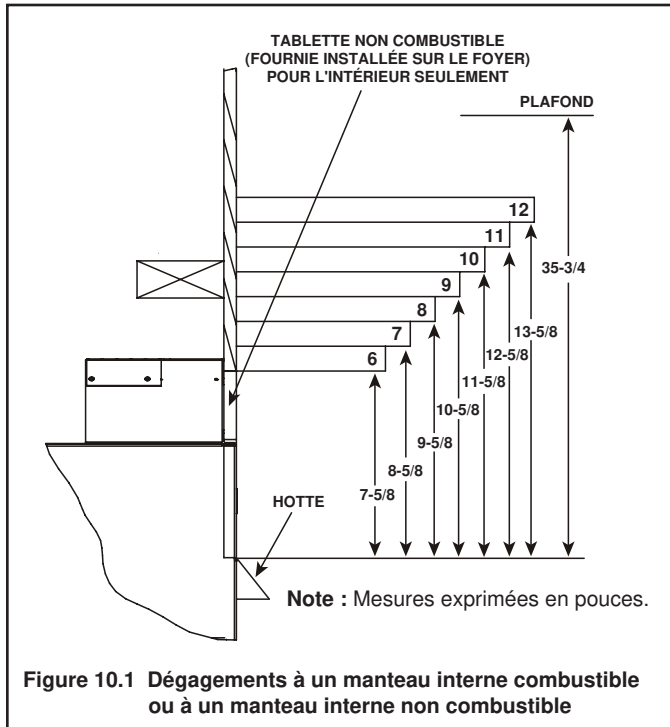 TABLETTE NON COMBUSTIBLE
(FOURNIE INSTALLÉE SUR LE FOYER)
POUR L'INTÉRIEUR SEULEMENT
PLAFOND
12
11
10
9
8
7
6
35-3/4
13-5/8
12-5/8
11-5/8
10-5/8
9-5/8
8-5/8
7-5/8
HOTTE
Note : Mesures exprimées en pouces.
Figure 10.1 Dégagements à un manteau interne combustible
ou à un manteau interne non combustible